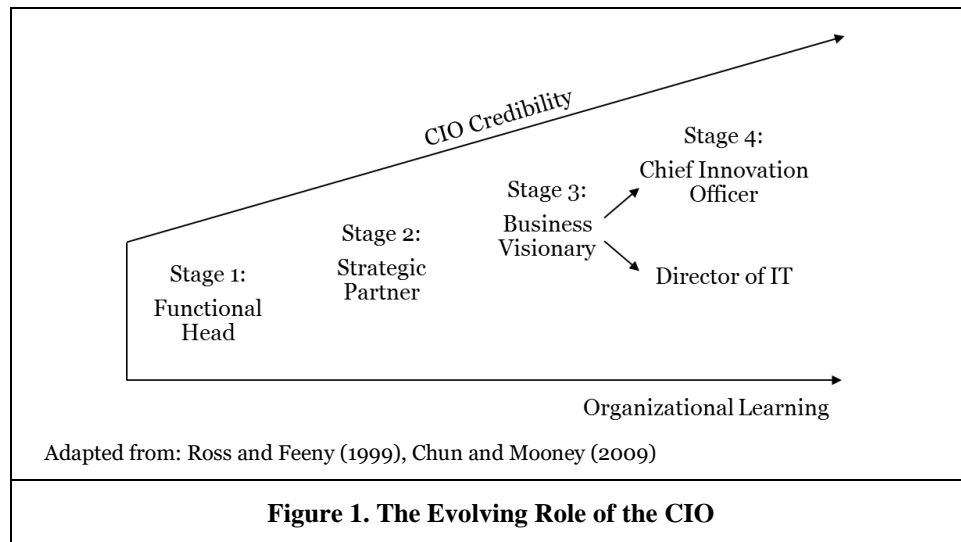 CIO Credibility
Stage 1:
Functional
Head
Stage 2:
Strategic
Partner
Stage 3:
Business
Visionary
Stage 4:
Chief Innovation
Officer
Director of IT
Organizational Learning
Adapted from: Ross and Feeny (1999), Chun and Mooney (2009)
Figure 1. The Evolving Role of the CIO